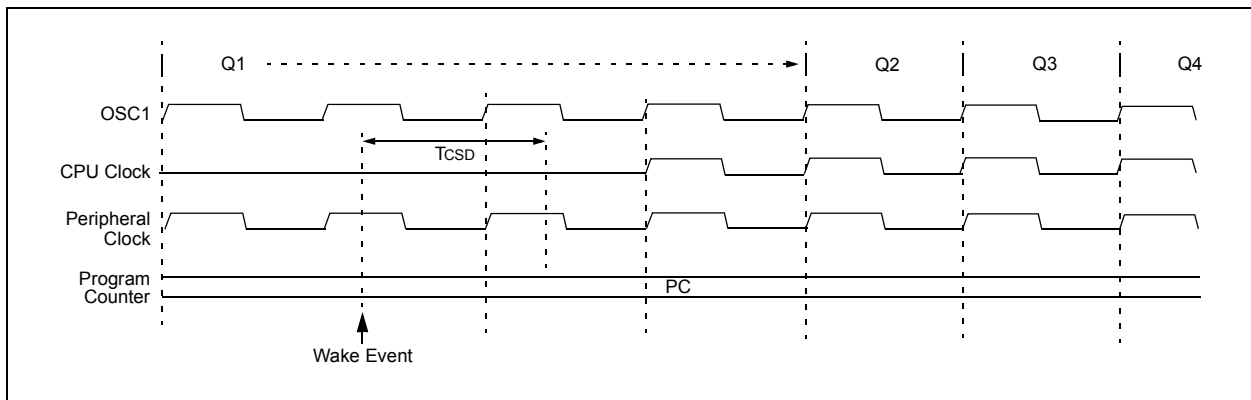 Q1 Q2 Q3 Q4
OSC1
TCSD
CPU Clock
Peripheral
Clock
Program
Counter
PC
Wake Event